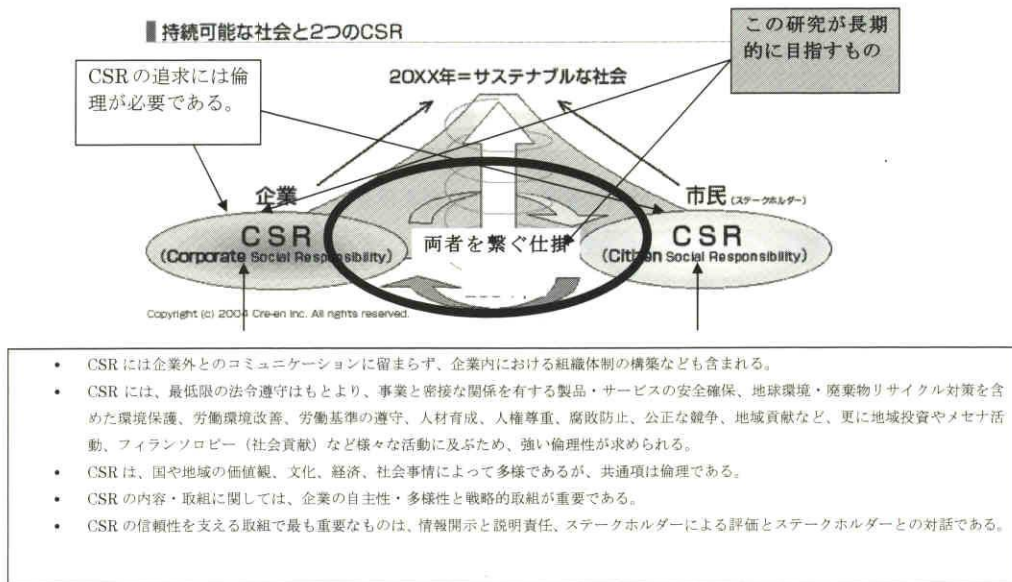 ■ 持続可能な社会と2つのCSR
この研究が長期
的に目指すもの
CSRの追求には倫
理が必要である。
20XX年=サステナブルな社会
企業
市民(ステークホルダー)
CSR
(Corporate Social Responsibility)
両者を繋ぐ仕掛
CSR
(Citizen Social Responsibility)
Copyright (c) 2004 Cre-en Inc. All rights reserved.
• CSRには企業外とのコミュニケーションに留まらず、企業内における組織体制の構築なども含まれる。
• CSRには、最低限の法令遵守はもとより、事業と密接な関係を有する製品・サービスの安全確保、地球環境・廃棄物リサイクル対策を含
めた環境保護、労働環境改善、労働基準の遵守、人材育成、人権尊重、腐敗防止、公正な競争、地域貢献など、更に地域投資やメセナ活
動、フィランソロピー（社会貢献）など様々な活動に及ぶため、強い倫理性が求められる。
• CSRは、国や地域の価値観、文化、経済、社会事情によって多様であるが、共通項は倫理である。
• CSRの内容・取組に関しては、企業の自主性・多様性と戦略的取組が重要である。
• CSRの信頼性を支える取組で最も重要なものは、情報開示と説明責任、ステークホルダーによる評価とステークホルダーとの対話である。